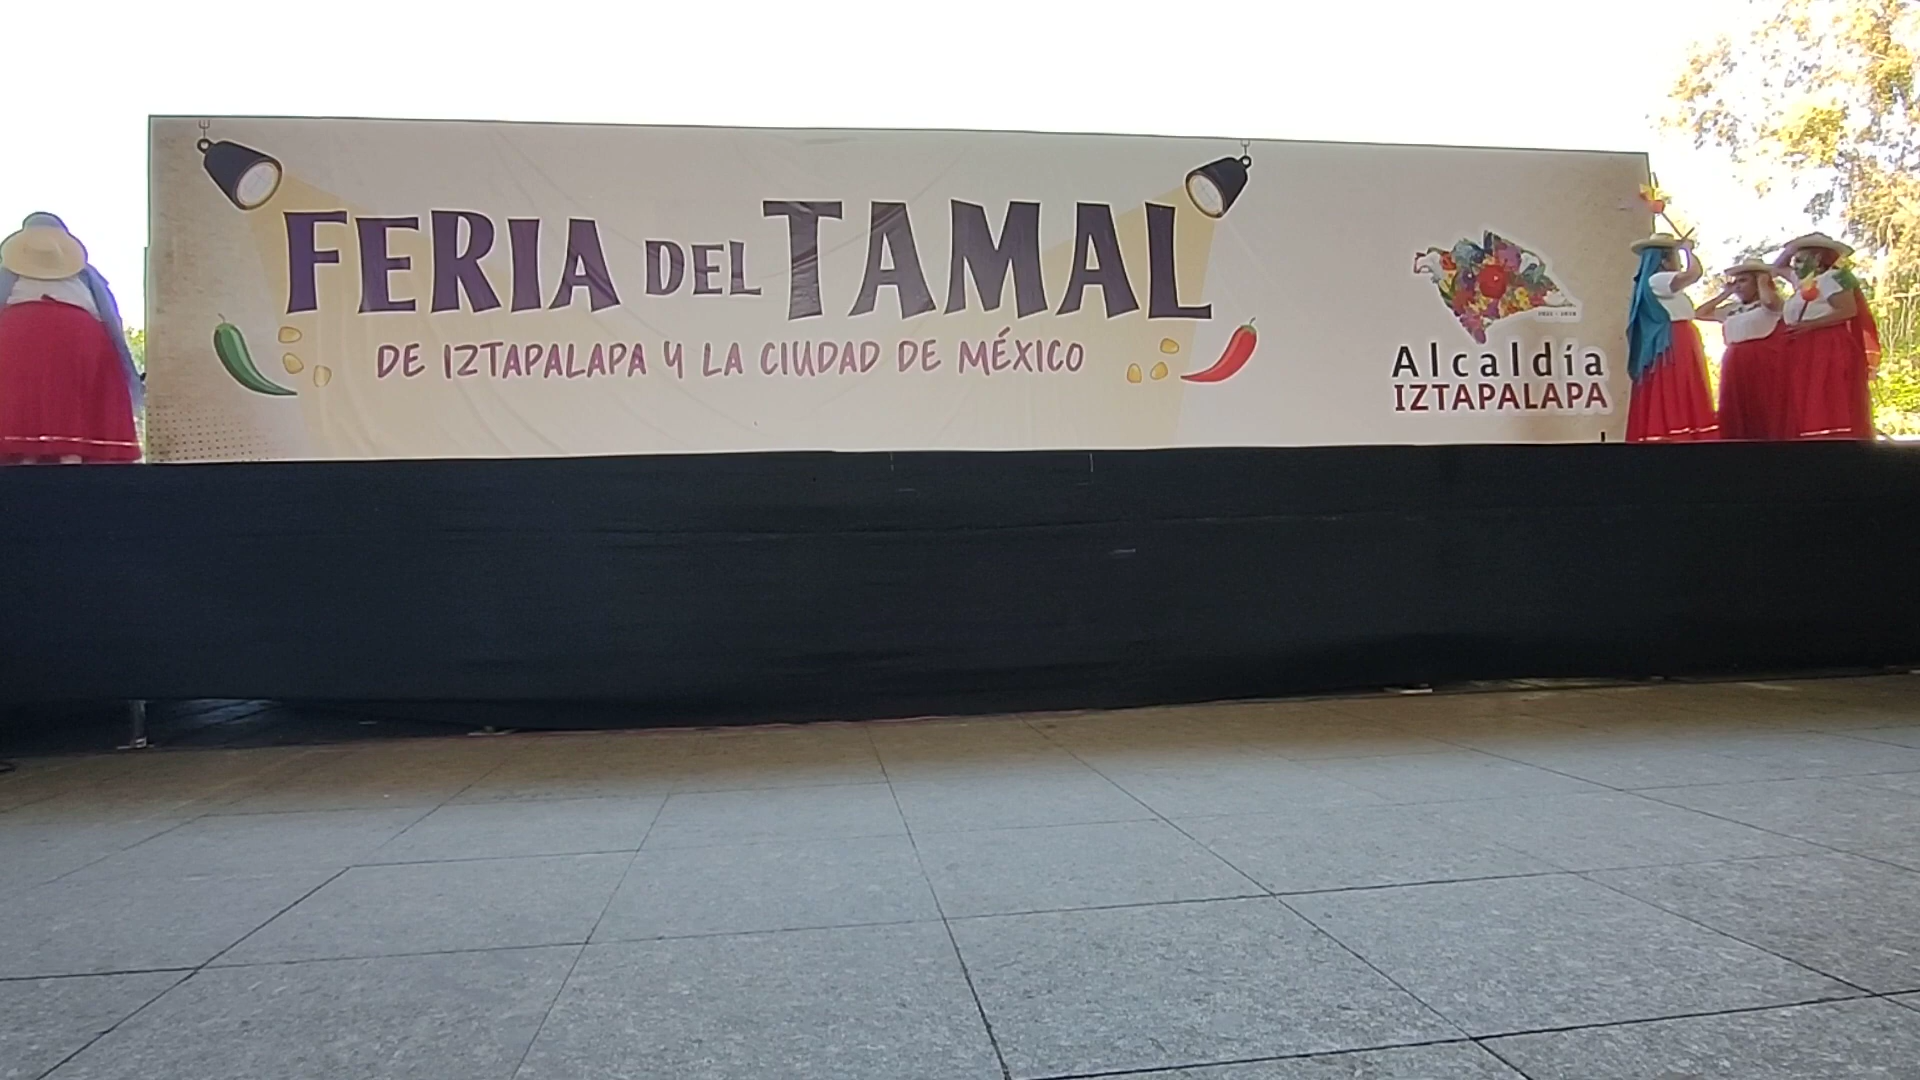 FERIA DEL TAMAL
DE IZTAPALAPA Y LA CIUDAD DE MÉXICO
Alcaldía
IZTAPALAPA